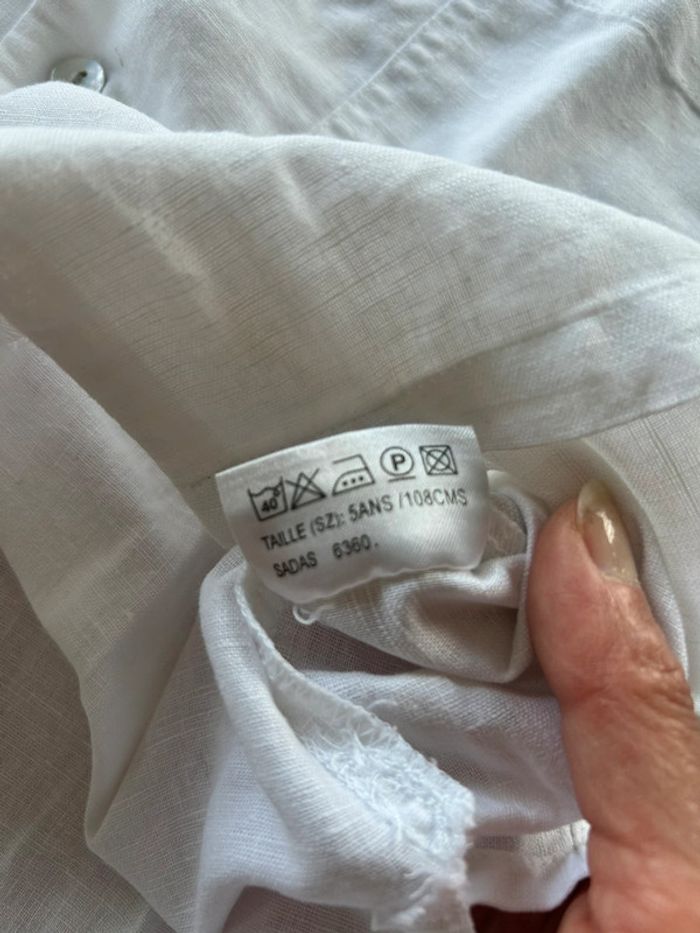 40° P
TAILLE (SZ): 5ANS /108CMS
SADAS 6360.